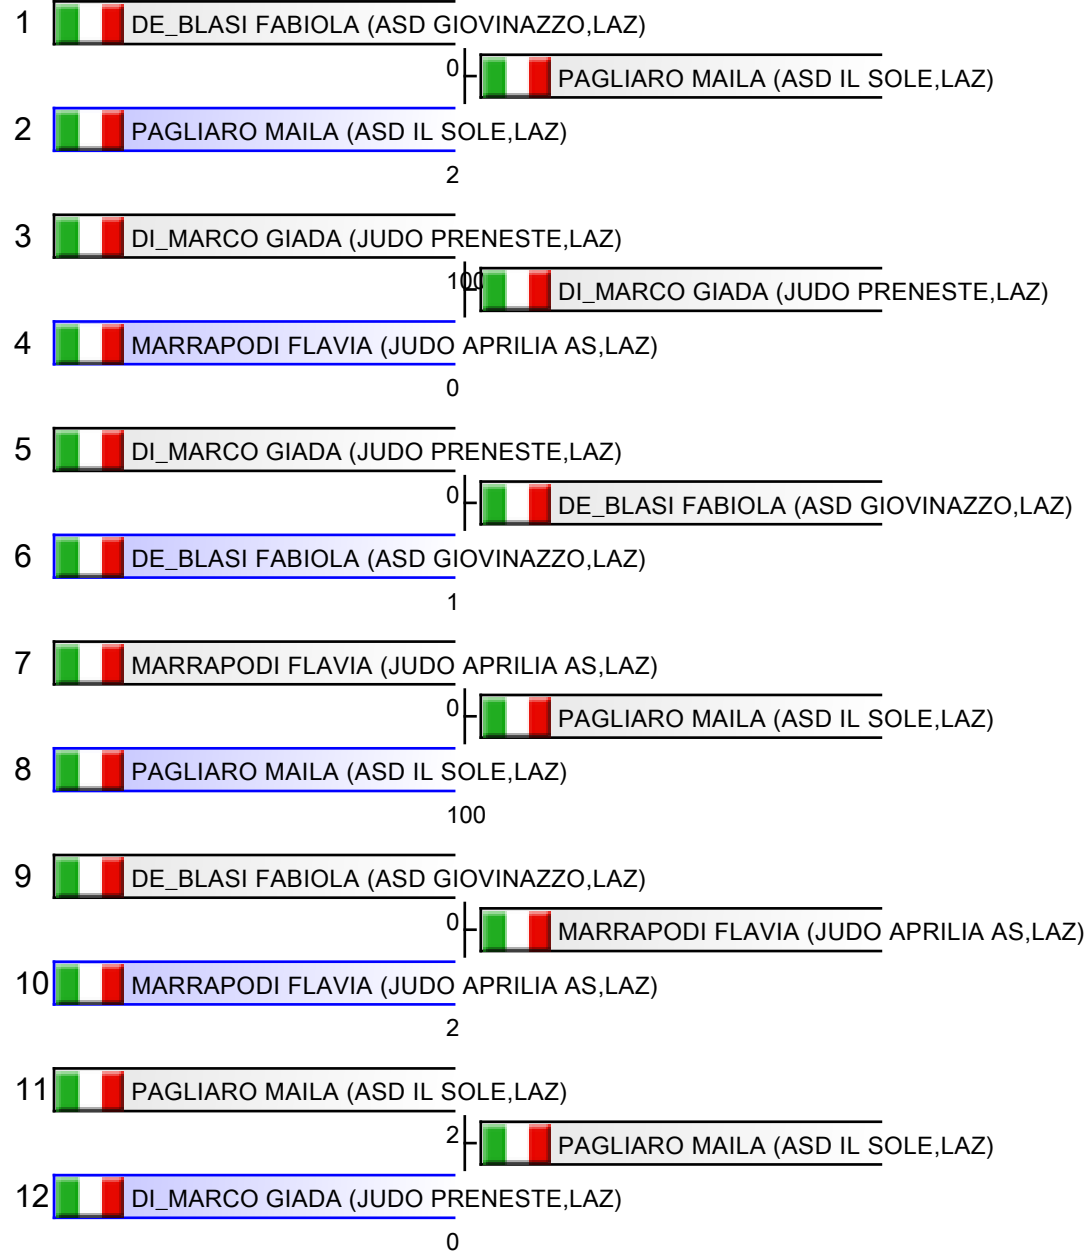 1 DE_BLASI FABIOLA (ASD GIOVINAZZO,LAZ)
0 PAGLIARO MAILA (ASD IL SOLE,LAZ)
2 PAGLIARO MAILA (ASD IL SOLE,LAZ)
2
3 DI_MARCO GIADA (JUDO PRENESTE,LAZ)
100 DI_MARCO GIADA (JUDO PRENESTE,LAZ)
4 MARRAPODI FLAVIA (JUDO APRILIA AS,LAZ)
0
5 DI_MARCO GIADA (JUDO PRENESTE,LAZ)
0 DE_BLASI FABIOLA (ASD GIOVINAZZO,LAZ)
6 DE_BLASI FABIOLA (ASD GIOVINAZZO,LAZ)
1
7 MARRAPODI FLAVIA (JUDO APRILIA AS,LAZ)
0 PAGLIARO MAILA (ASD IL SOLE,LAZ)
8 PAGLIARO MAILA (ASD IL SOLE,LAZ)
100
9 DE_BLASI FABIOLA (ASD GIOVINAZZO,LAZ)
0 MARRAPODI FLAVIA (JUDO APRILIA AS,LAZ)
10 MARRAPODI FLAVIA (JUDO APRILIA AS,LAZ)
2
11 PAGLIARO MAILA (ASD IL SOLE,LAZ)
2 PAGLIARO MAILA (ASD IL SOLE,LAZ)
12 DI_MARCO GIADA (JUDO PRENESTE,LAZ)
0